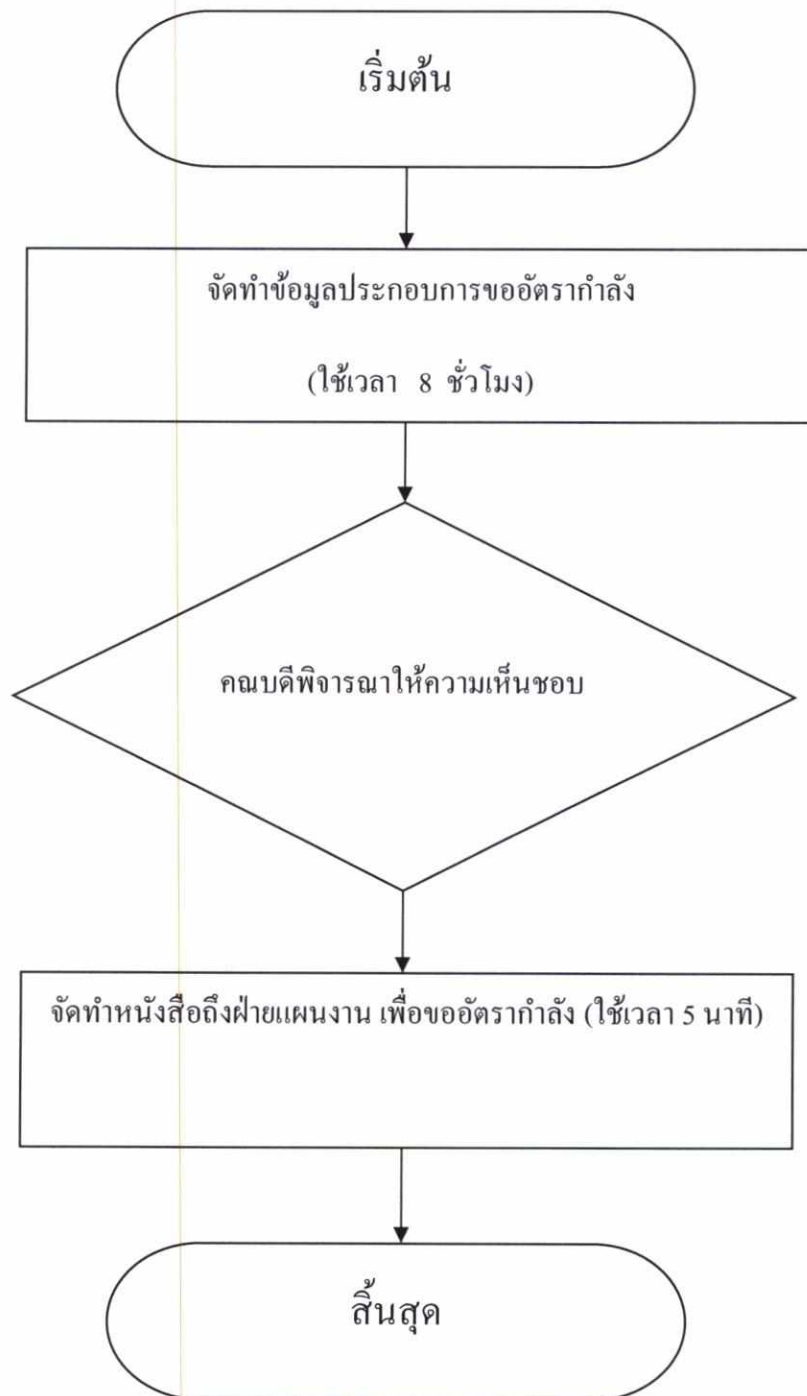 เริ่มต้น
จัดทำข้อมูลประกอบการขออัตรากำลัง
(ใช้เวลา 8 ชั่วโมง)
คณบดีพิจารณาให้ความเห็นชอบ
จัดทำหนังสือถึงฝ่ายแผนงาน เพื่อขออัตรากำลัง (ใช้เวลา 5 นาที)
สิ้นสุด